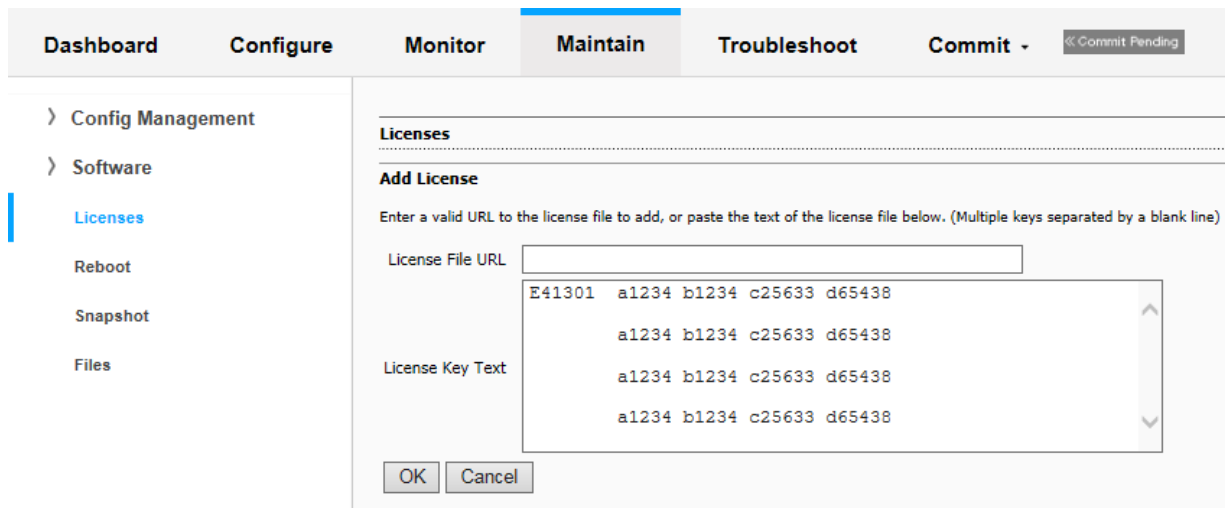 Dashboard Configure Monitor Maintain Troubleshoot Commit Commit Pending
Config Management
Software
Licenses
Reboot
Snapshot
Files
Licenses
Add License
Enter a valid URL to the license file to add, or paste the text of the license file below. (Multiple keys separated by a blank line)
License File URL
License Key Text
E41301 a1234 b1234 c25633 d65438
a1234 b1234 c25633 d65438
a1234 b1234 c25633 d65438
a1234 b1234 c25633 d65438
OK Cancel